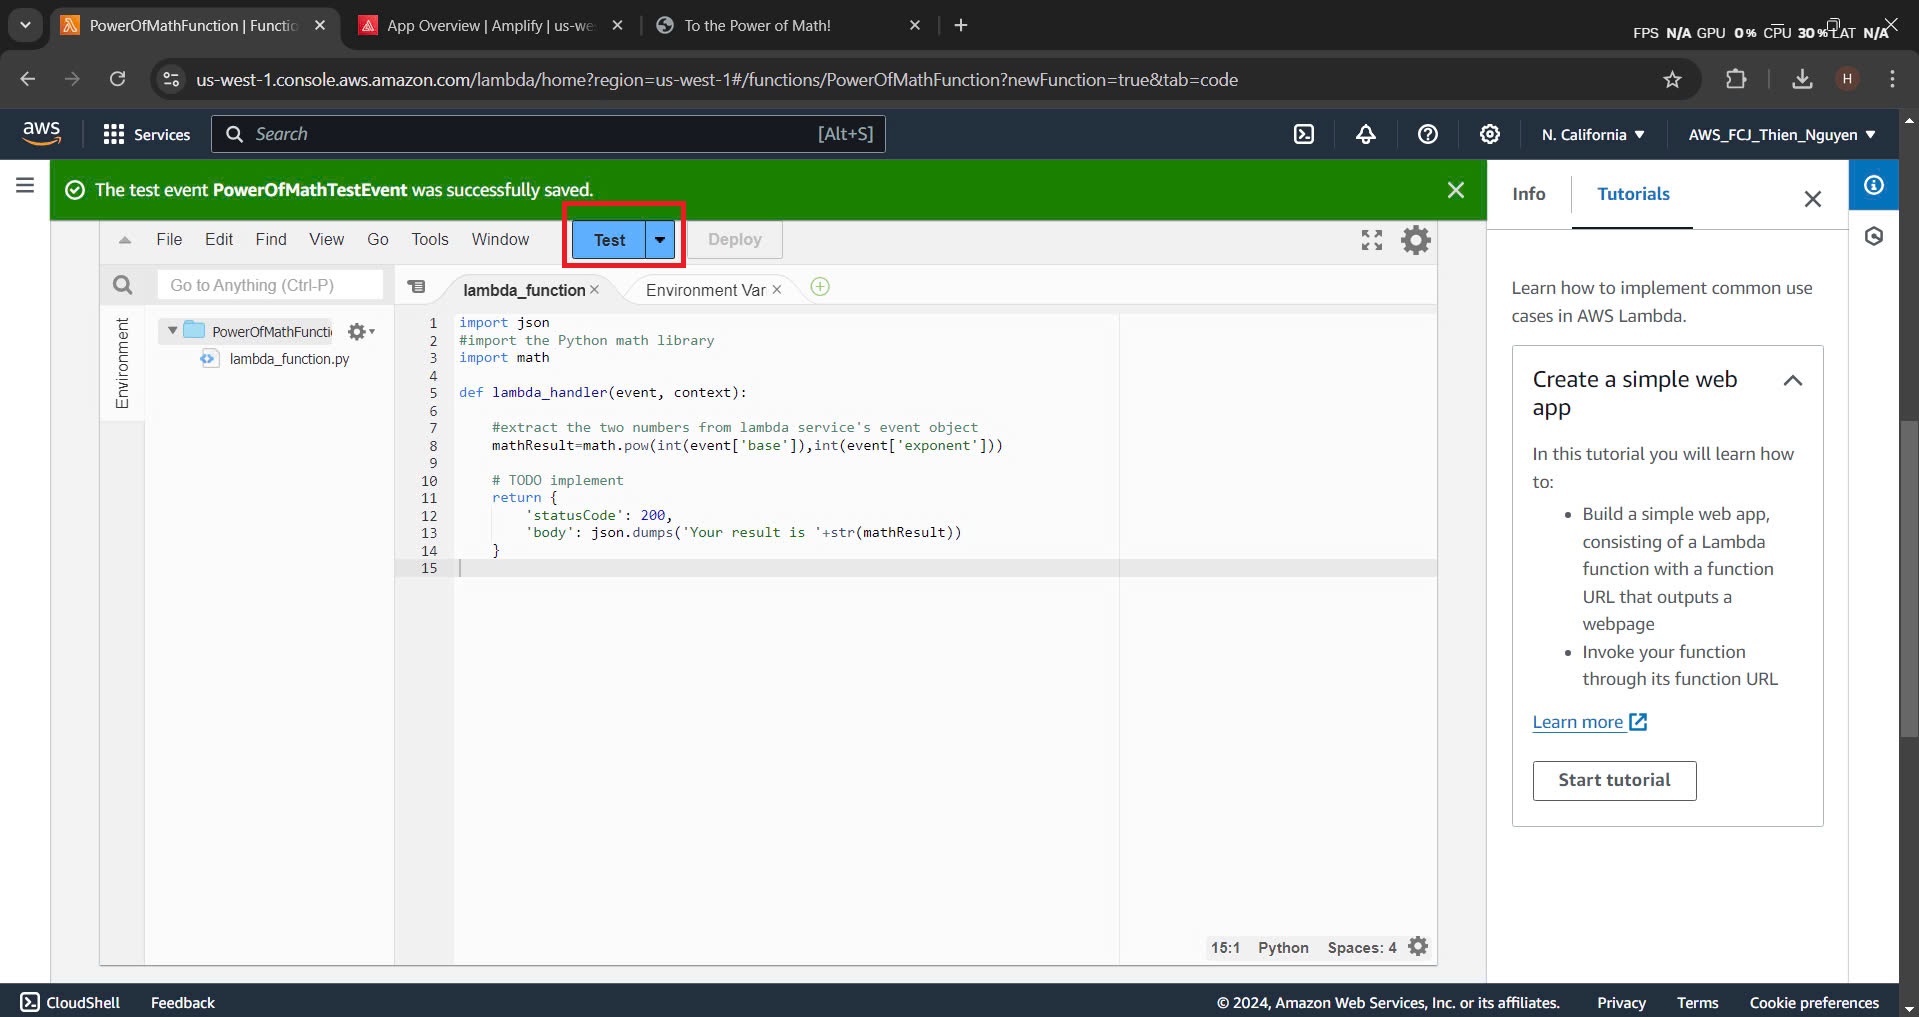 PowerOfMathFunction | Functio
App Overview | Amplify | us-we
To the Power of Math!
FPS N/A GPU 0% CPU 30% LAT N/A
us-west-1.console.aws.amazon.com/lambda/home?region=us-west-1#/functions/PowerOfMathFunction?newFunction=true&tab=code
H
aws
Services
Search
[Alt+S]
N. California
AWS_FCJ_Thien_Nguyen
The test event PowerOfMathTestEvent was successfully saved.
Info
Tutorials
File Edit Find View Go Tools Window
Test
Deploy
Go to Anything (Ctrl-P)
lambda_function
Environment Var
Environment
PowerOfMathFuncti
lambda_function.py
1 import json
2 #import the Python math library
3 import math
4
5 def lambda_handler(event, context):
6
7 #extract the two numbers from lambda service's event object
8 mathResult=math.pow(int(event['base']),int(event['exponent']))
9
10 # TODO implement
11 return {
12 'statusCode': 200,
13 'body': json.dumps('Your result is '+str(mathResult))
14 }
15
15:1 Python Spaces: 4
Learn how to implement common use
cases in AWS Lambda.
Create a simple web
app
In this tutorial you will learn how
to:
• Build a simple web app,
consisting of a Lambda
function with a function
URL that outputs a
webpage
• Invoke your function
through its function URL
Learn more
Start tutorial
CloudShell
Feedback
© 2024, Amazon Web Services, Inc. or its affiliates.
Privacy
Terms
Cookie preferences